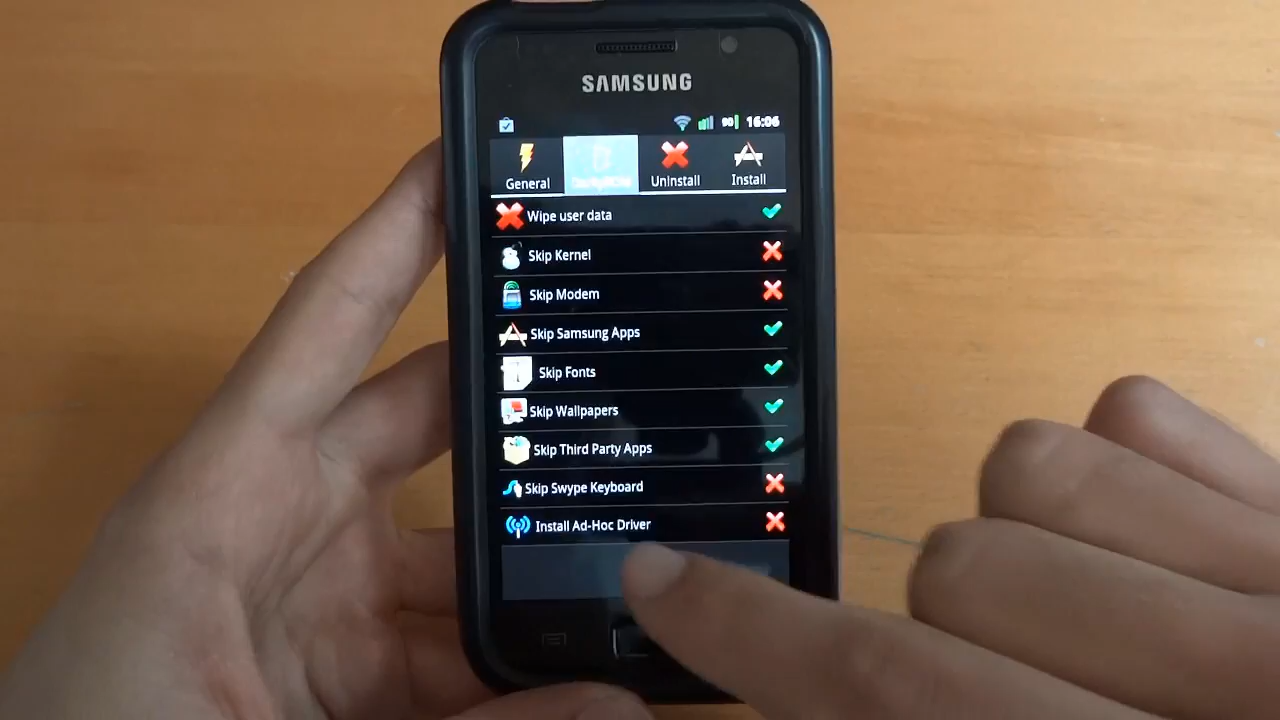 SAMSUNG
90 16:06
General Uninstall Install
Wipe user data
Skip Kernel
Skip Modem
Skip Samsung Apps
Skip Fonts
Skip Wallpapers
Skip Third Party Apps
Skip Swype Keyboard
Install Ad-Hoc Driver